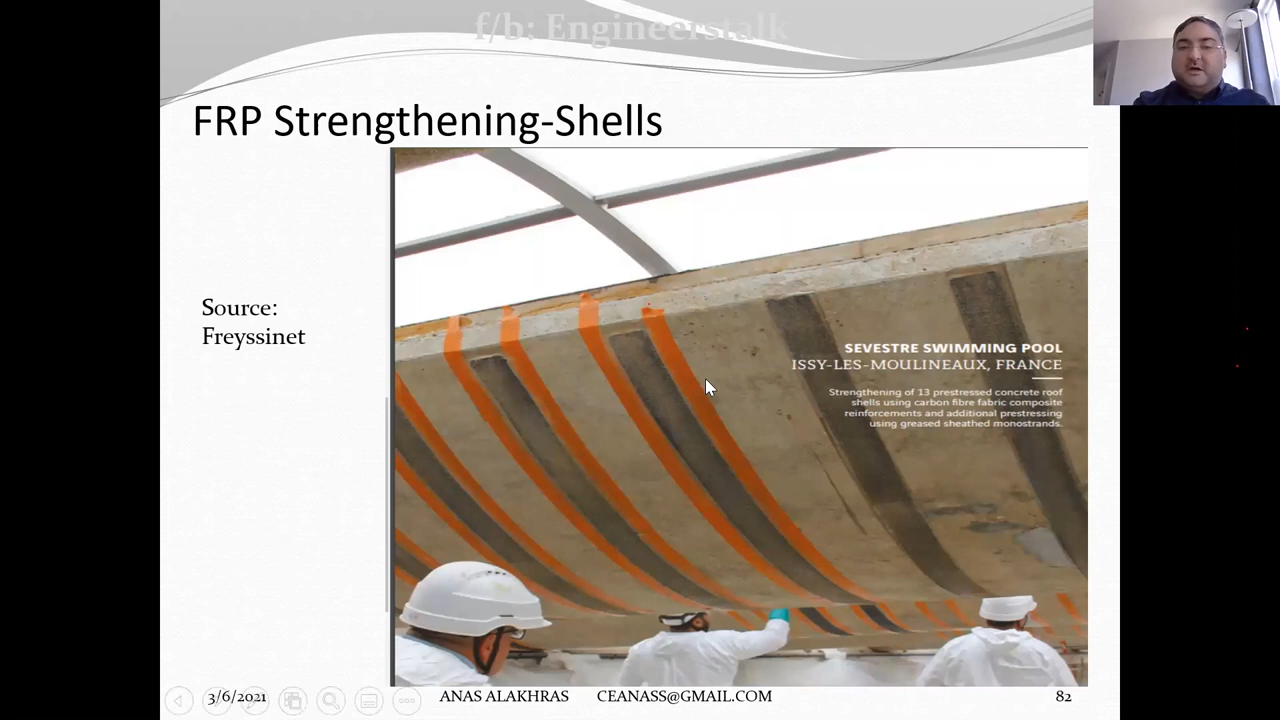 f/b: Engineerstalk
FRP Strengthening-Shells
Source:
Freyssinet
SEVESTRE SWIMMING POOL
ISSY-LES-MOULINEAUX, FRANCE
Strengthening of 13 prestressed concrete roof
shells using carbon fibre fabric composite
reinforcements and additional prestressing
using greased sheathed monostrands.
3/6/2021 ANAS ALAKHRAS CEANASS@GMAIL.COM 82